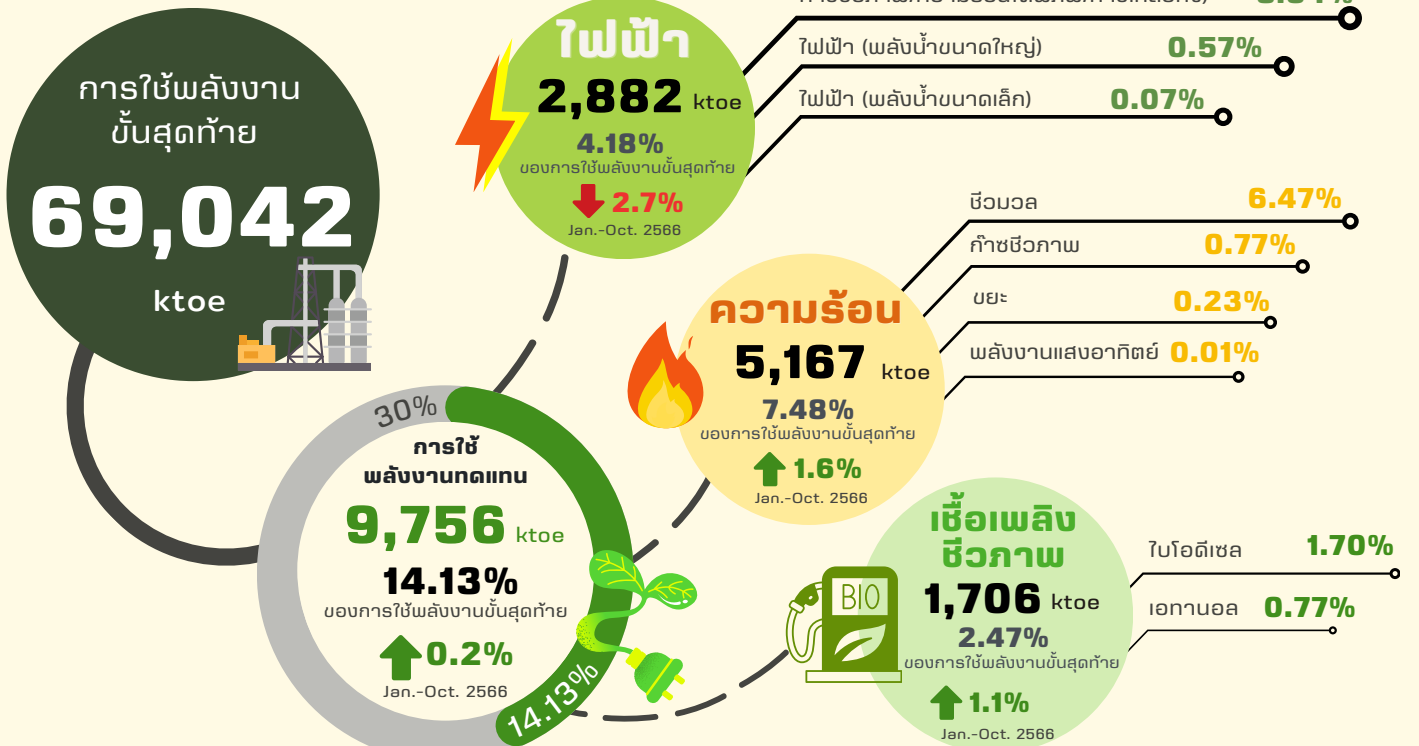 การใช้พลังงาน
ขั้นสุดท้าย
69,042
ktoe
ไฟฟ้า
2,882 ktoe
4.18%
ของการใช้พลังงานขั้นสุดท้าย
2.7%
Jan.-Oct. 2566
ไฟฟ้า (พลังน้ำขนาดใหญ่) 0.57%
ไฟฟ้า (พลังน้ำขนาดเล็ก) 0.07%
ความร้อน
5,167 ktoe
7.48%
ของการใช้พลังงานขั้นสุดท้าย
1.6%
Jan.-Oct. 2566
ชีวมวล 6.47%
ก๊าซชีวภาพ 0.77%
ขยะ 0.23%
พลังงานแสงอาทิตย์ 0.01%
30%
การใช้
พลังงานทดแทน
9,756 ktoe
14.13%
ของการใช้พลังงานขั้นสุดท้าย
0.2%
Jan.-Oct. 2566
14.13%
เชื้อเพลิง
ชีวภาพ
BIO
1,706 ktoe
2.47%
ของการใช้พลังงานขั้นสุดท้าย
1.1%
Jan.-Oct. 2566
ไบโอดีเซล 1.70%
เอทานอล 0.77%